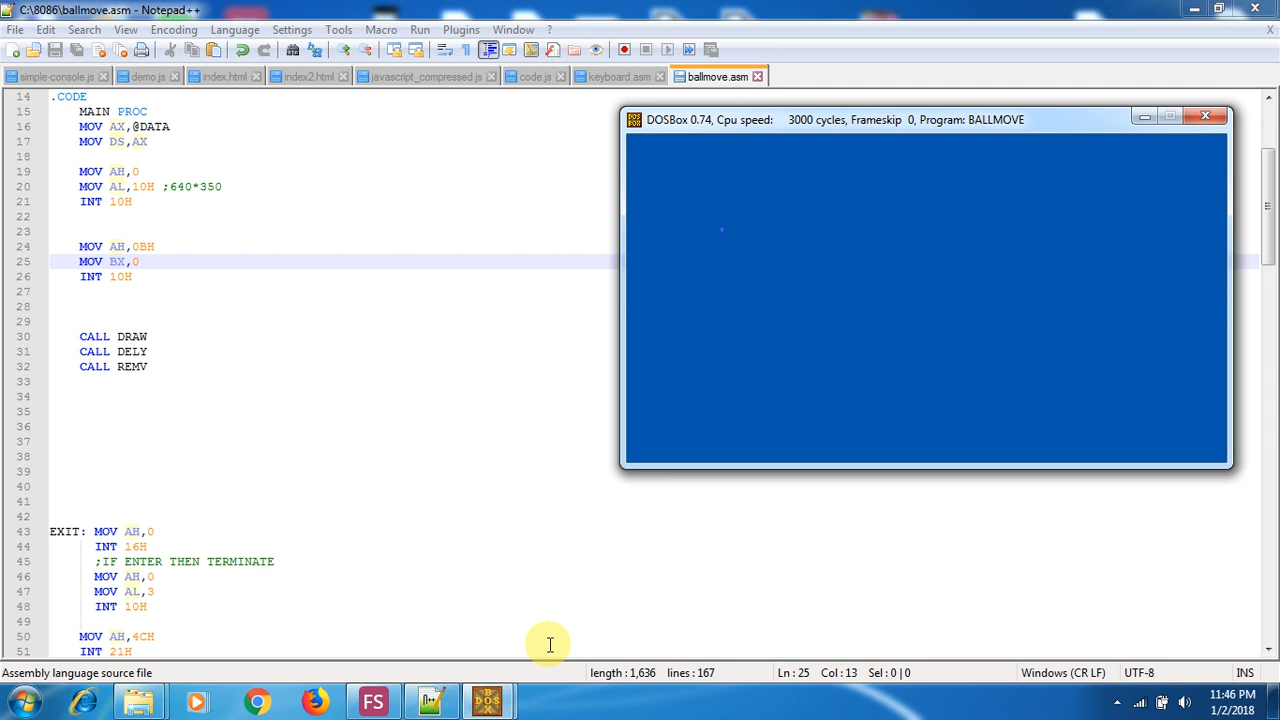 C:\8086\ballmove.asm - Notepad++
File Edit Search View Encoding Language Settings Tools Macro Run Plugins Window ? X
simple-console.js demo.js index.html index2.html javascript_compressed.js code.js keyboard.asm ballmove.asm
14 .CODE
15 MAIN PROC
16 MOV AX,@DATA
17 MOV DS,AX
18
19 MOV AH,0
20 MOV AL,10H ;640*350
21 INT 10H
22
23
24 MOV AH,0BH
25 MOV BX,0
26 INT 10H
27
28
29
30 CALL DRAW
31 CALL DELY
32 CALL REMV
33
34
35
36
37
38
39
40
41
42
43 EXIT: MOV AH,0
44 INT 16H
45 ;IF ENTER THEN TERMINATE
46 MOV AH,0
47 MOV AL,3
48 INT 10H
49
50 MOV AH,4CH
51 INT 21H
DOSBox 0.74, Cpu speed: 3000 cycles, Frameskip 0, Program: BALLMOVE
Assembly language source file length : 1,636 lines : 167 Ln : 25 Col : 13 Sel : 0 | 0 Windows (CR LF) UTF-8 INS
FS
11:46 PM
1/2/2018